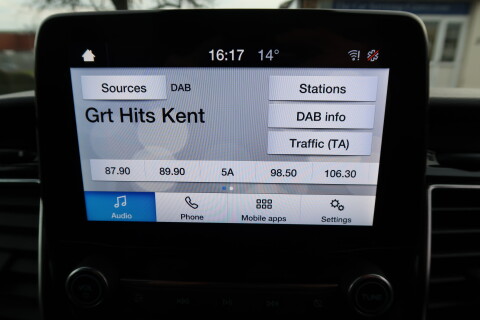 16:17 14°
Sources DAB Stations
Grt Hits Kent DAB info
Traffic (TA)
87.90 89.90 5A 98.50 106.30
Audio Phone Mobile apps Settings